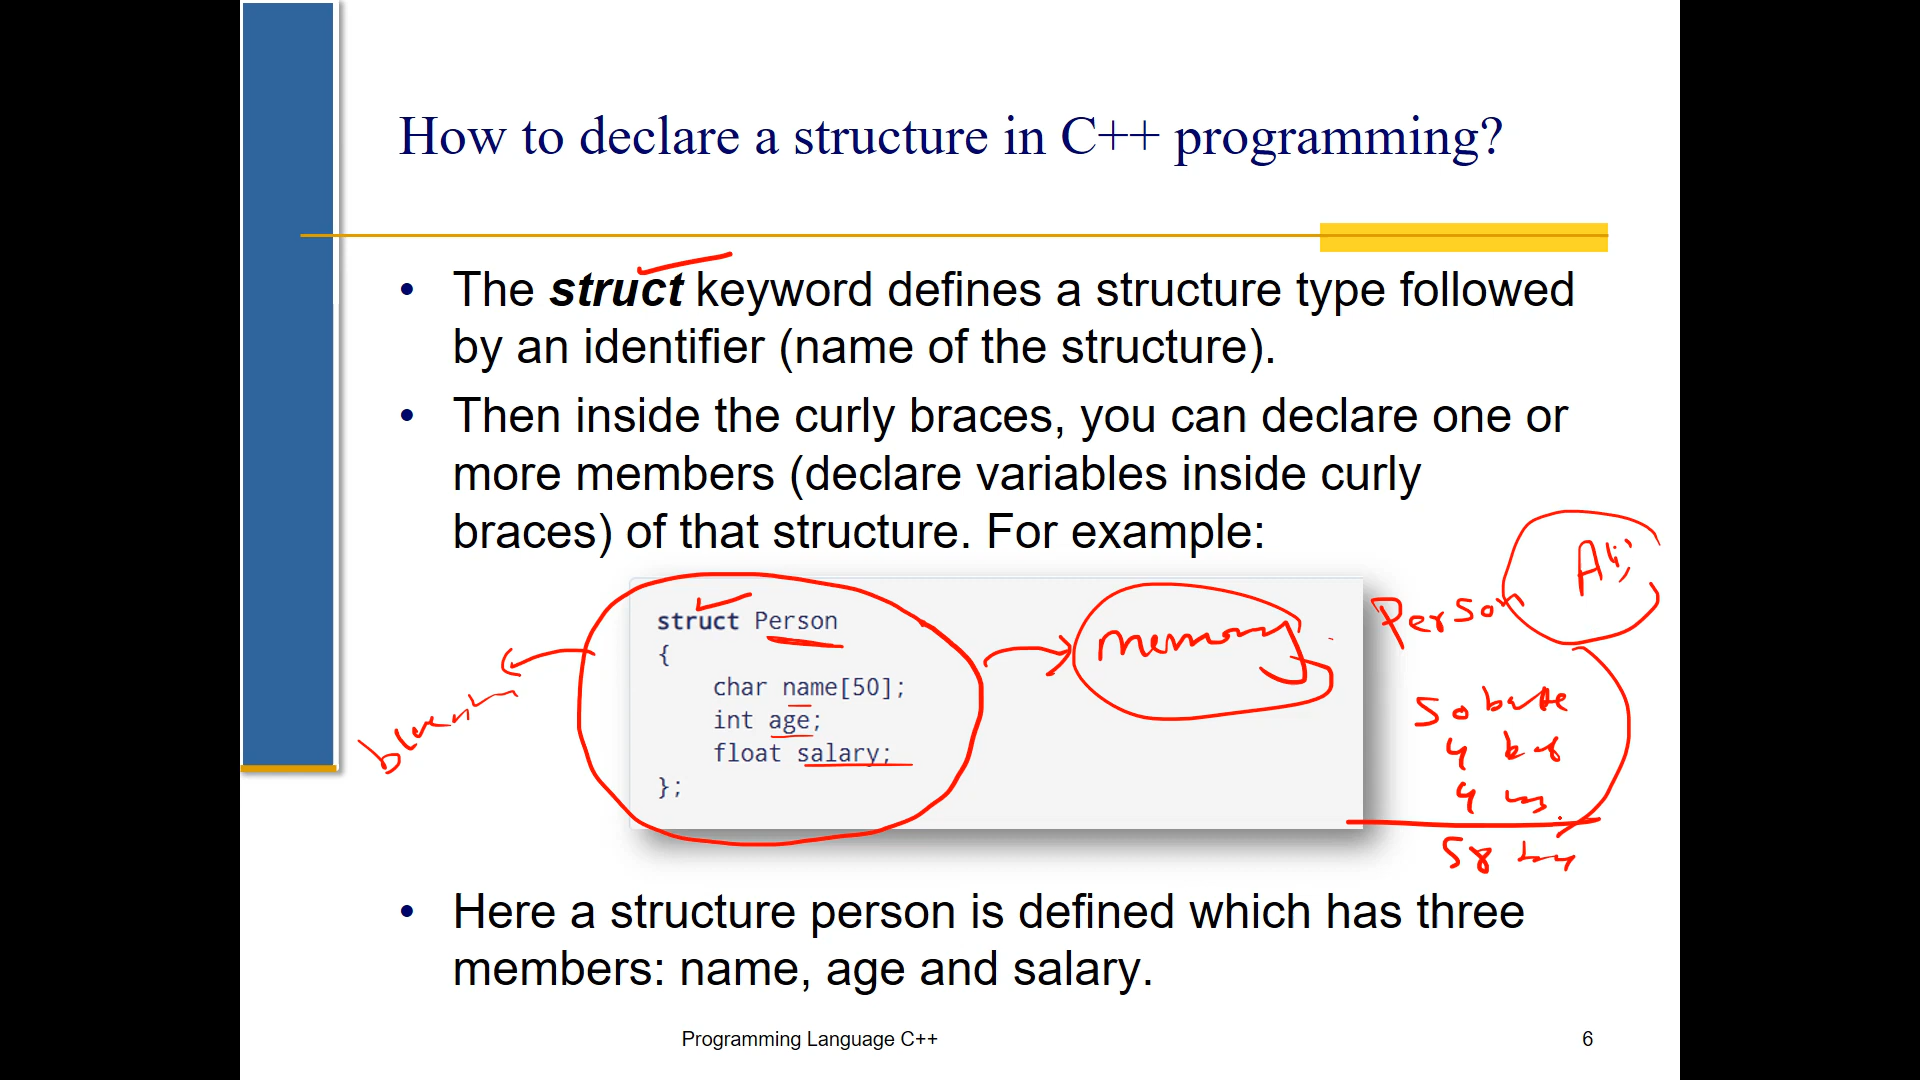 How to declare a structure in C++ programming?
• The struct keyword defines a structure type followed
by an identifier (name of the structure).
• Then inside the curly braces, you can declare one or
more members (declare variables inside curly
braces) of that structure. For example:
struct Person
{
char name[50];
int age;
float salary;
};
memory
Person Ali;
50 byte
4
4
58
• Here a structure person is defined which has three
members: name, age and salary.
Programming Language C++
6